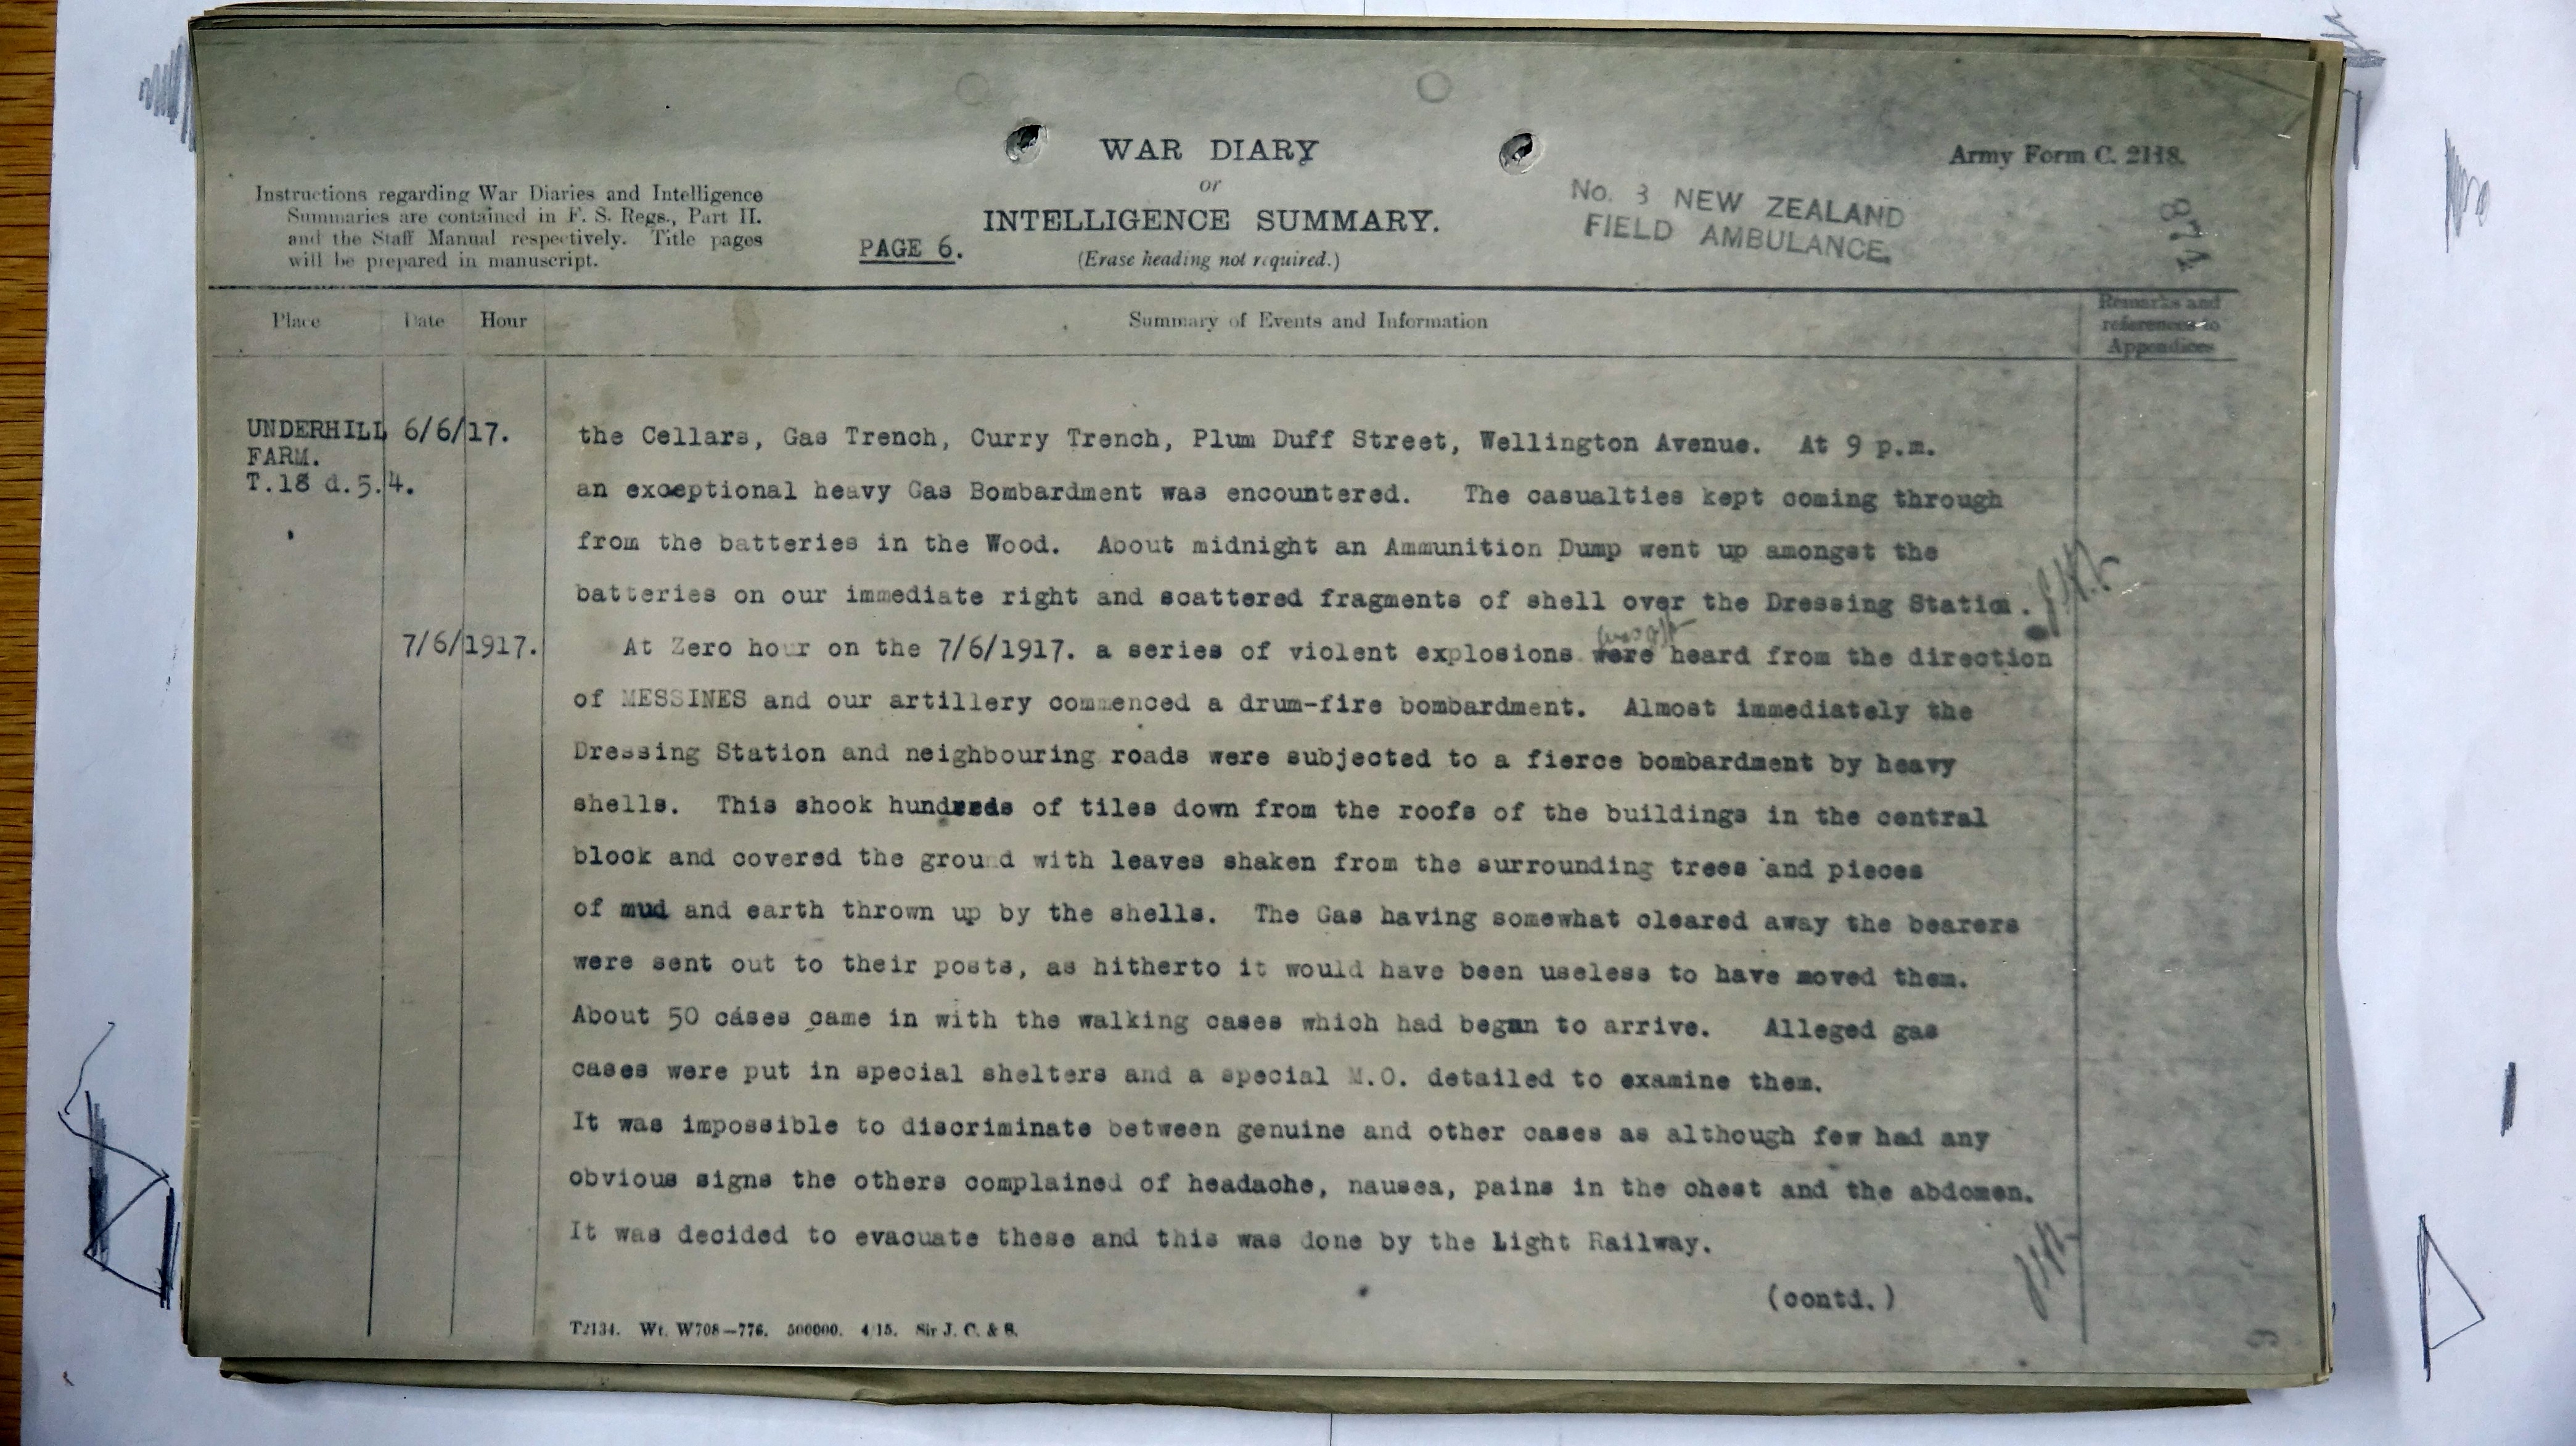 WAR DIARY
or
INTELLIGENCE SUMMARY.
(Erase heading not required.)
Army Form C. 2118.
Instructions regarding War Diaries and Intelligence
Summaries are contained in F. S. Regs., Part II.
and the Staff Manual respectively. Title pages
will be prepared in manuscript.
PAGE 6.
No. 3 NEW ZEALAND
FIELD AMBULANCE.
Place Date Hour Summary of Events and Information
Remarks and
references to
Appendices
UNDERHILL 6/6/17.
FARM.
T.18 d.5.4.
the Cellars, Gas Trench, Curry Trench, Plum Duff Street, Wellington Avenue. At 9 p.m.
an exceptional heavy Gas Bombardment was encountered. The casualties kept coming through
from the batteries in the Wood. About midnight an Ammunition Dump went up amongst the
batteries on our immediate right and scattered fragments of shell over the Dressing Station.
7/6/1917. At Zero hour on the 7/6/1917. a series of violent explosions were heard from the direction
of MESSINES and our artillery commenced a drum-fire bombardment. Almost immediately the
Dressing Station and neighbouring roads were subjected to a fierce bombardment by heavy
shells. This shook hundreds of tiles down from the roofs of the buildings in the central
block and covered the ground with leaves shaken from the surrounding trees and pieces
of mud and earth thrown up by the shells. The Gas having somewhat cleared away the bearers
were sent out to their posts, as hitherto it would have been useless to have moved them.
About 50 cases came in with the walking cases which had began to arrive. Alleged gas
cases were put in special shelters and a special M.O. detailed to examine them.
It was impossible to discriminate between genuine and other cases as although few had any
obvious signs the others complained of headache, nausea, pains in the chest and the abdomen.
It was decided to evacuate these and this was done by the Light Railway.
(contd.)
T2134. Wt. W708—776. 500000. 4/15. Sir J. C. & S.